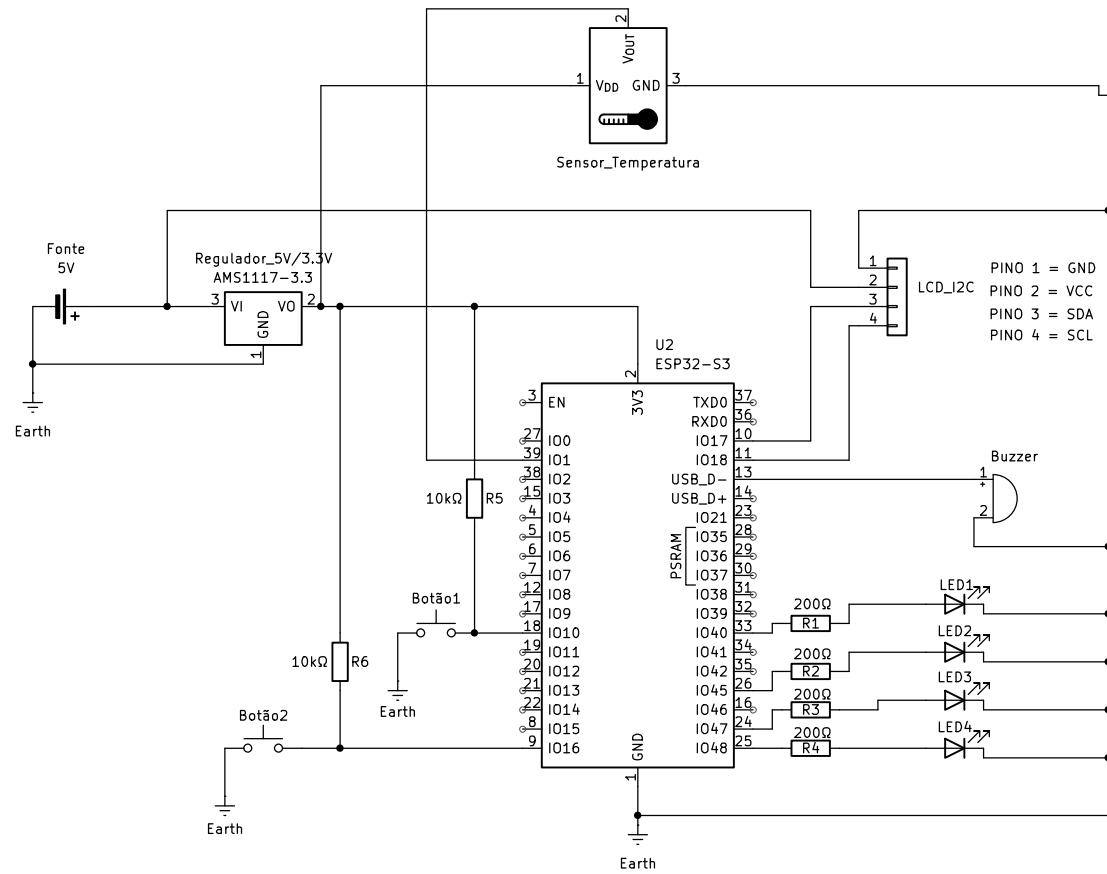 2
VOUT
1 VDD GND 3
Sensor_Temperatura
Fonte
5V
+
Regulador_5V/3.3V
AMS1117-3.3
3 VI VO 2
GND
1
Earth
1
2
3
4
LCD_I2C
PINO 1 = GND
PINO 2 = VCC
PINO 3 = SDA
PINO 4 = SCL
U2
ESP32-S3
2
3V3
3 EN
27 IO0
39 IO1
38 IO2
15 IO3
4 IO4
5 IO5
6 IO6
7 IO7
12 IO8
17 IO9
18 IO10
19 IO11
20 IO12
21 IO13
22 IO14
8 IO15
9 IO16
TXD0 37
RXD0 36
IO17 10
IO18 11
USB_D- 13
USB_D+ 14
IO21 23
IO35 28
IO36 29
IO37 30
IO38 31
IO39 32
IO40 33
IO41 34
IO42 35
IO45 26
IO46 16
IO47 24
IO48 25
PSRAM
GND
1
Earth
10kΩ R5
Botão1
Earth
10kΩ R6
Botão2
Earth
Buzzer
1
+
2
LED1
200Ω
R1
LED2
200Ω
R2
LED3
200Ω
R3
LED4
200Ω
R4